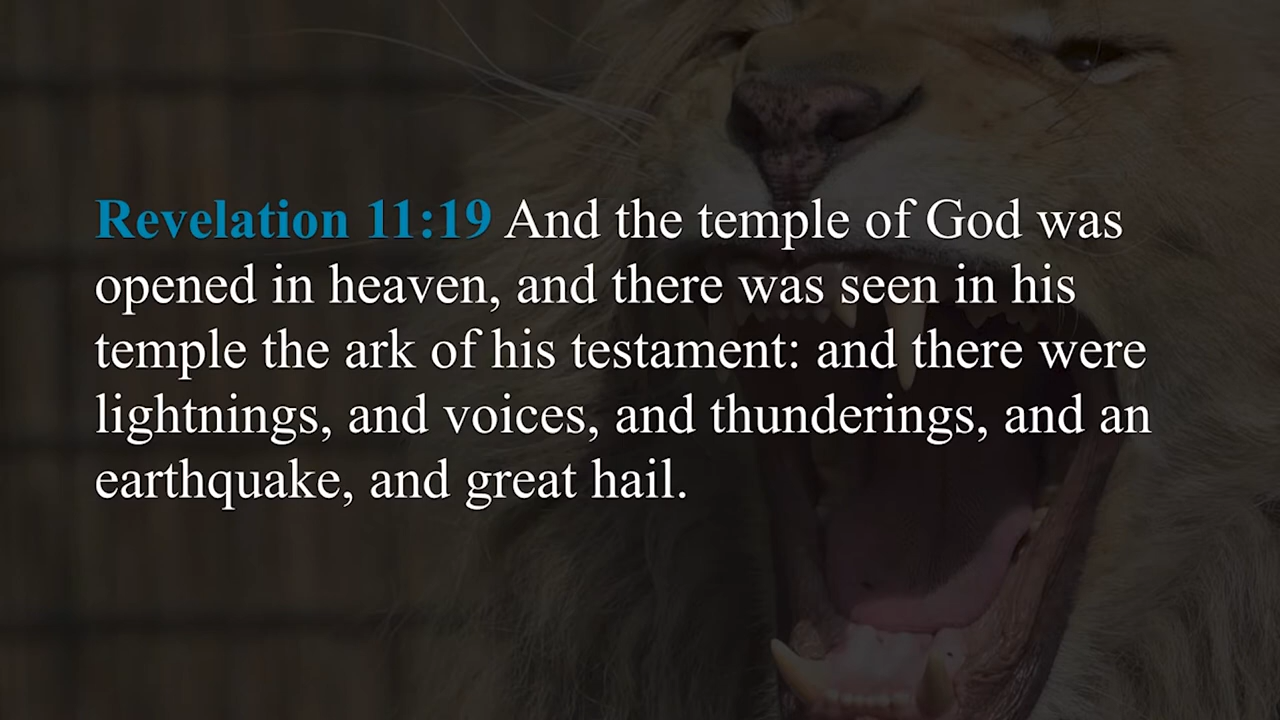 Revelation 11:19 And the temple of God was
opened in heaven, and there was seen in his
temple the ark of his testament: and there were
lightnings, and voices, and thunderings, and an
earthquake, and great hail.